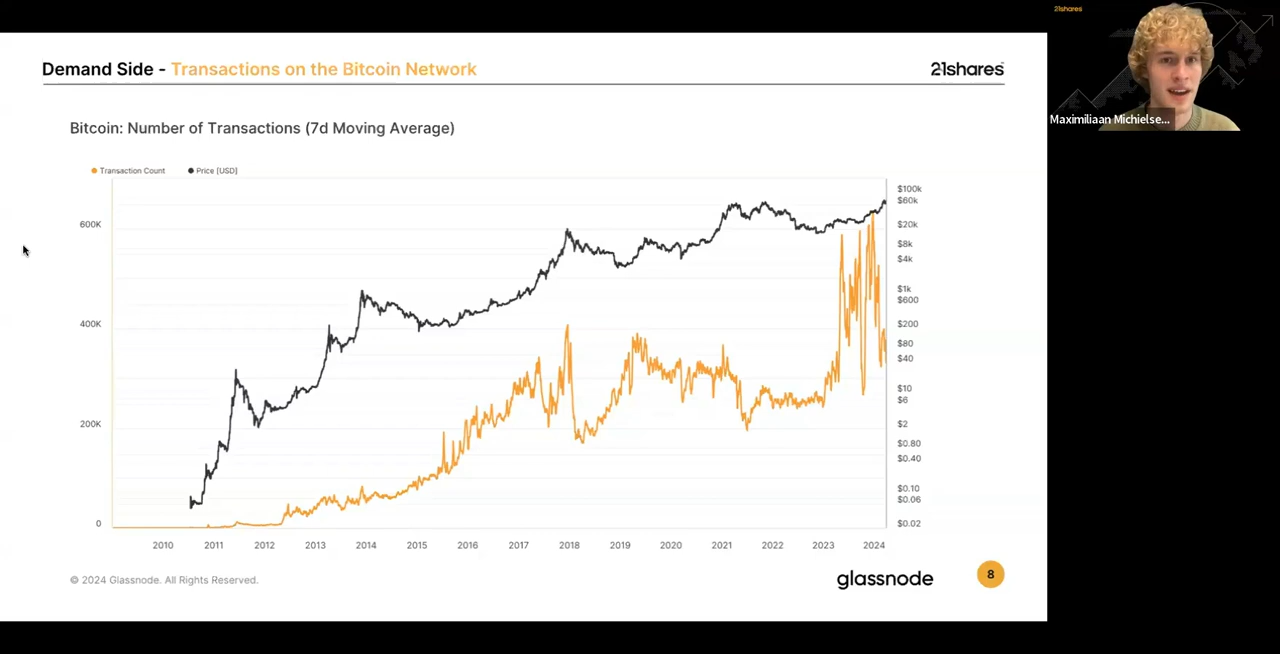 Demand Side - Transactions on the Bitcoin Network
21shares
21shares
Maximiliaan Michielse...
Bitcoin: Number of Transactions (7d Moving Average)
Transaction Count Price [USD]
600K
400K
200K
0
$100k
$60k
$20k
$8k
$4k
$1k
$600
$200
$80
$40
$10
$6
$2
$0.80
$0.40
$0.10
$0.06
$0.02
2010 2011 2012 2013 2014 2015 2016 2017 2018 2019 2020 2021 2022 2023 2024
© 2024 Glassnode. All Rights Reserved.
glassnode
8